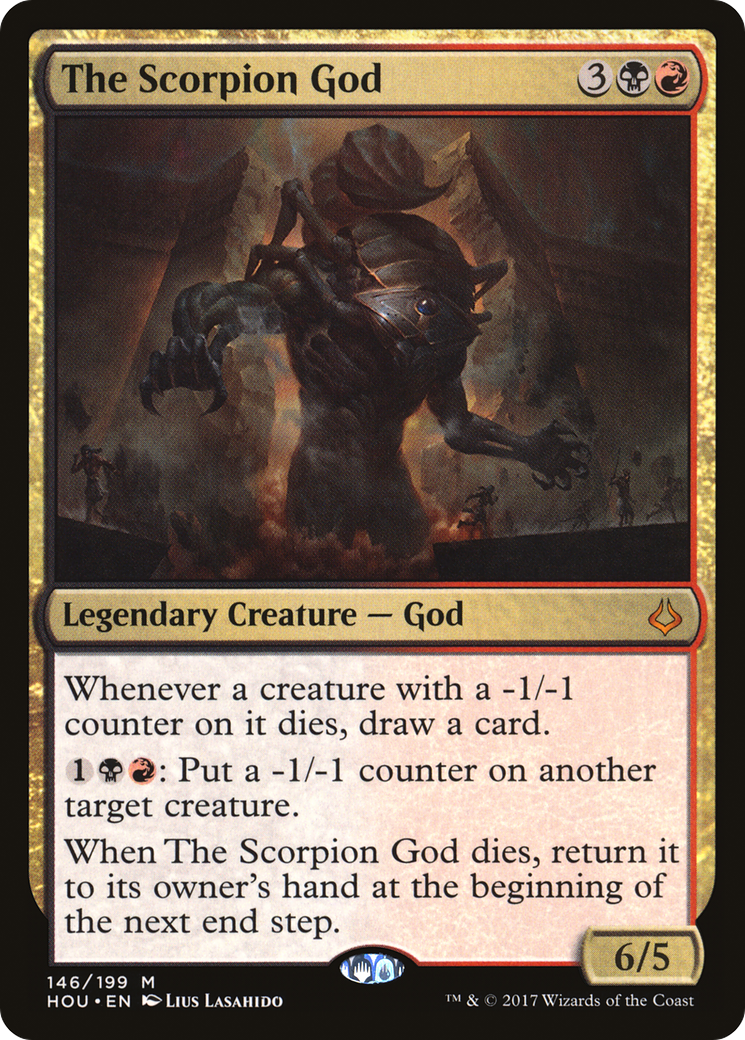 The Scorpion God 3
Legendary Creature — God
Whenever a creature with a -1/-1
counter on it dies, draw a card.
1 : Put a -1/-1 counter on another
target creature.
When The Scorpion God dies, return it
to its owner's hand at the beginning of
the next end step.
6/5
146/199 M
HOU • EN Lius Lasahido
™ & © 2017 Wizards of the Coast